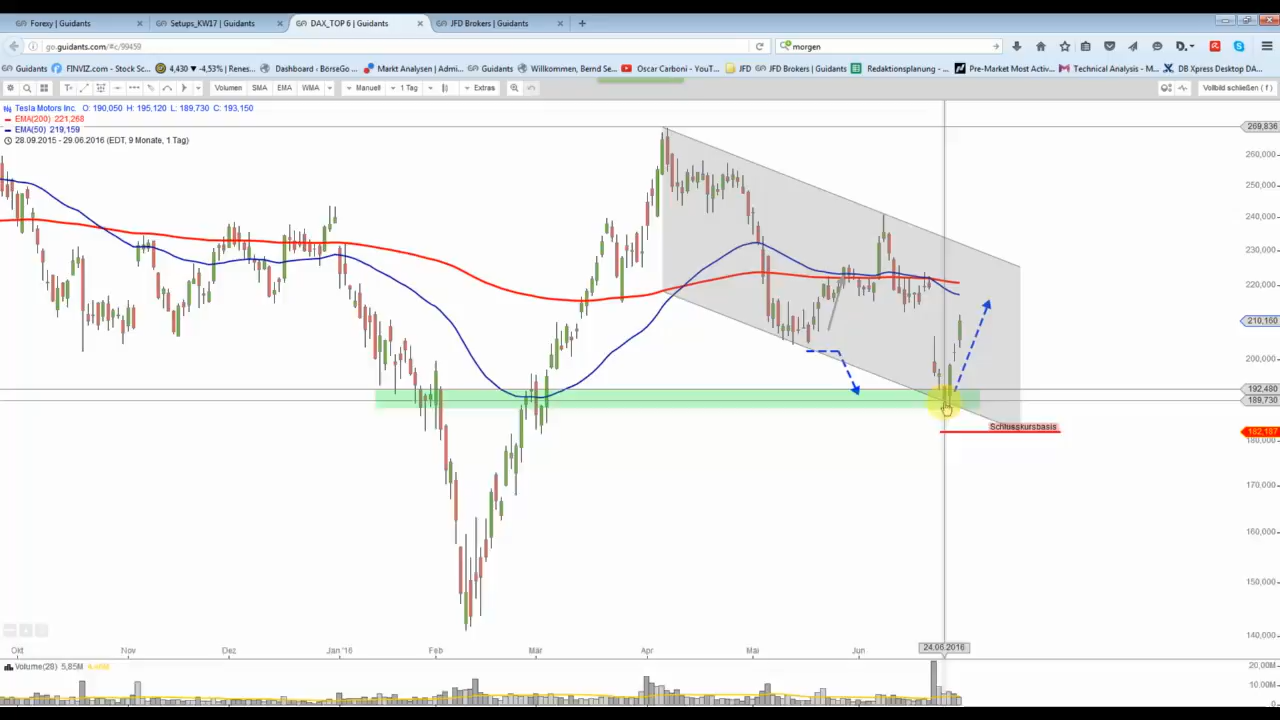 Forexy | Guidants
Setups_KW17 | Guidants
DAX_TOP 6 | Guidants
JFD Brokers | Guidants
go.guidants.com/#c/99459
morgen
Guidants
FINVIZ.com - Stock Sc...
4,430 ▼ -4,53% | Renes...
Dashboard - BörseGo ...
Markt Analysen | Admi...
Guidants
Willkommen, Bernd Se...
Oscar Carboni - YouT...
JFD
JFD Brokers | Guidants
Redaktionsplanung - ...
Pre-Market Most Activ...
Technical Analysis - M...
DB Xpress Desktop DA...
Volumen
SMA
EMA
WMA
Manuell
1 Tag
Extras
Vollbild schließen ( f )
Tesla Motors Inc. O: 190,050 H: 195,120 L: 189,730 C: 193,150
EMA(200) 221,268
EMA(50) 219,159
28.09.2015 - 29.06.2016 (EDT, 9 Monate, 1 Tag)
269,836
260,000
250,000
240,000
230,000
220,000
210,160
200,000
192,480
189,730
Schlusskursbasis
182,187
180,000
170,000
160,000
150,000
140,000
24.06.2016
Okt
Nov
Dez
Jan '16
Feb
Mär
Apr
Mai
Jun
Volume(28) 5,85M
20,00M
10,00M
0,00M